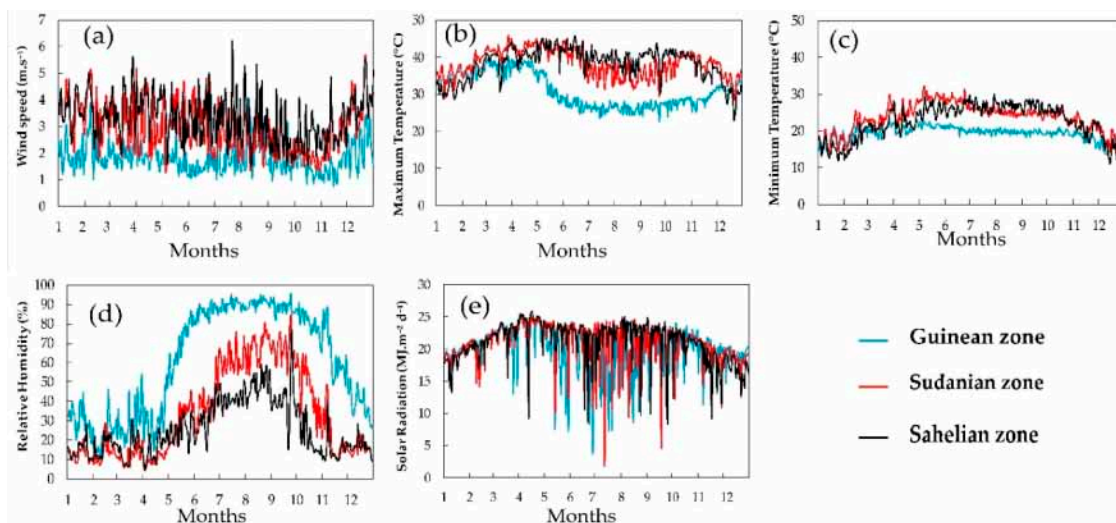 (a)
Wind speed (m.s⁻¹)
7
6
5
4
3
2
1
0
1 2 3 4 5 6 7 8 9 10 11 12
Months
(b)
Maximum Temperature (°C)
50
40
30
20
10
0
1 2 3 4 5 6 7 8 9 10 11 12
Months
(c)
Minimum Temperature (°C)
50
40
30
20
10
0
1 2 3 4 5 6 7 8 9 10 11 12
Months
(d)
Relative Humidity (%)
100
90
80
70
60
50
40
30
20
10
0
1 2 3 4 5 6 7 8 9 10 11 12
Months
(e)
Solar Radiation (MJ.m⁻² d⁻¹)
30
25
20
15
10
5
0
1 2 3 4 5 6 7 8 9 10 11 12
Months
Guinean zone
Sudanian zone
Sahelian zone